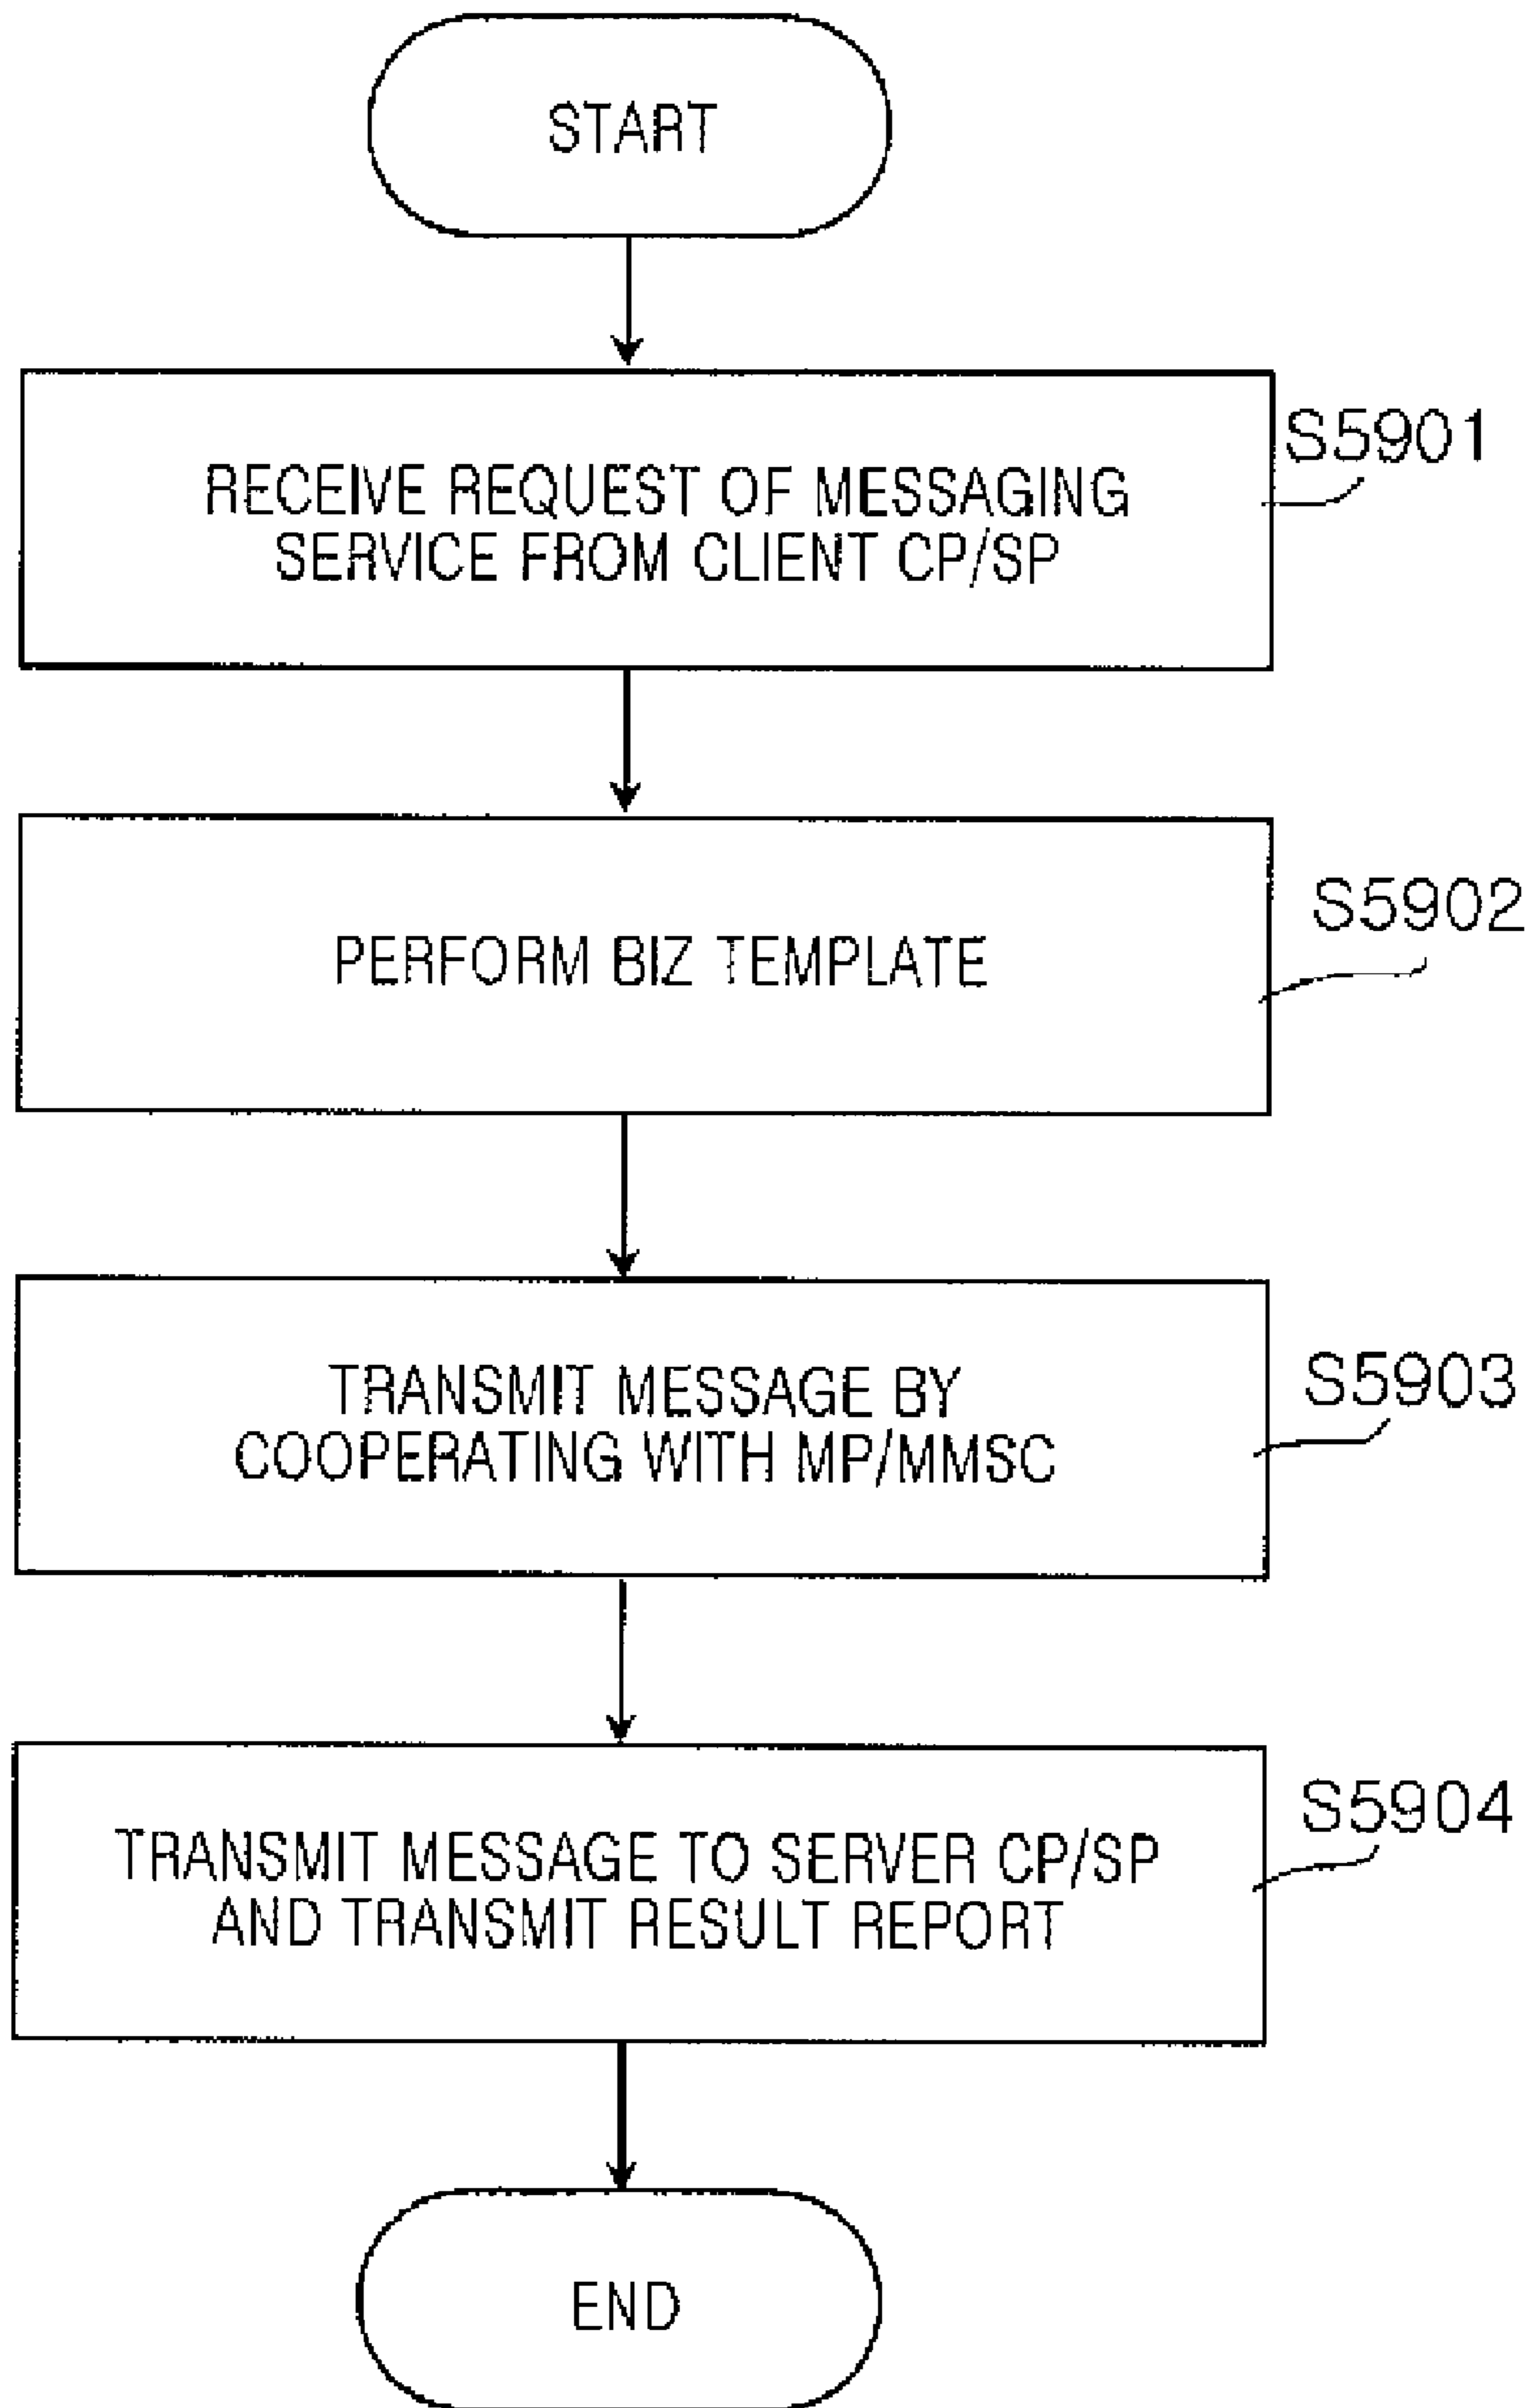 START
RECEIVE REQUEST OF MESSAGING
SERVICE FROM CLIENT CP/SP
S5901
PERFORM BIZ TEMPLATE
S5902
TRANSMIT MESSAGE BY
COOPERATING WITH MP/MMSC
S5903
TRANSMIT MESSAGE TO SERVER CP/SP
AND TRANSMIT RESULT REPORT
S5904
END